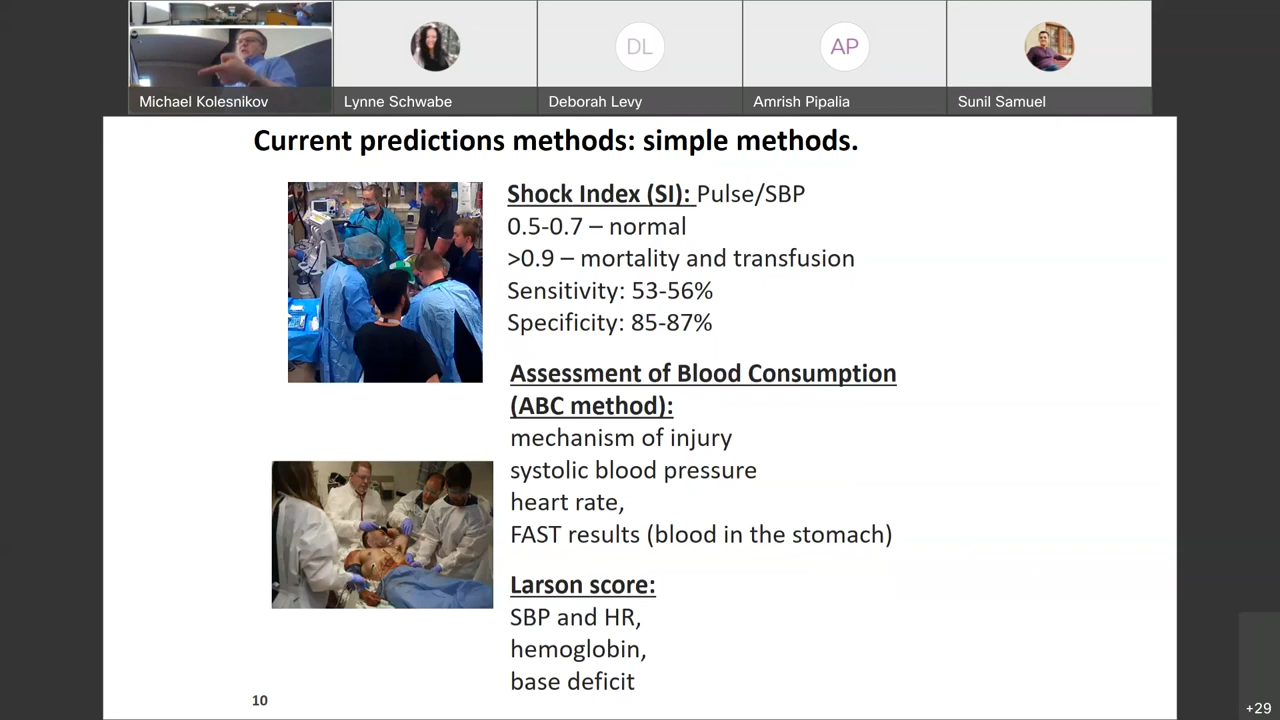 DL
AP
Michael Kolesnikov
Lynne Schwabe
Deborah Levy
Amrish Pipalia
Sunil Samuel
Current predictions methods: simple methods.
Shock Index (SI): Pulse/SBP
0.5-0.7 – normal
>0.9 – mortality and transfusion
Sensitivity: 53-56%
Specificity: 85-87%
Assessment of Blood Consumption
(ABC method):
mechanism of injury
systolic blood pressure
heart rate,
FAST results (blood in the stomach)
Larson score:
SBP and HR,
hemoglobin,
base deficit
10
+29